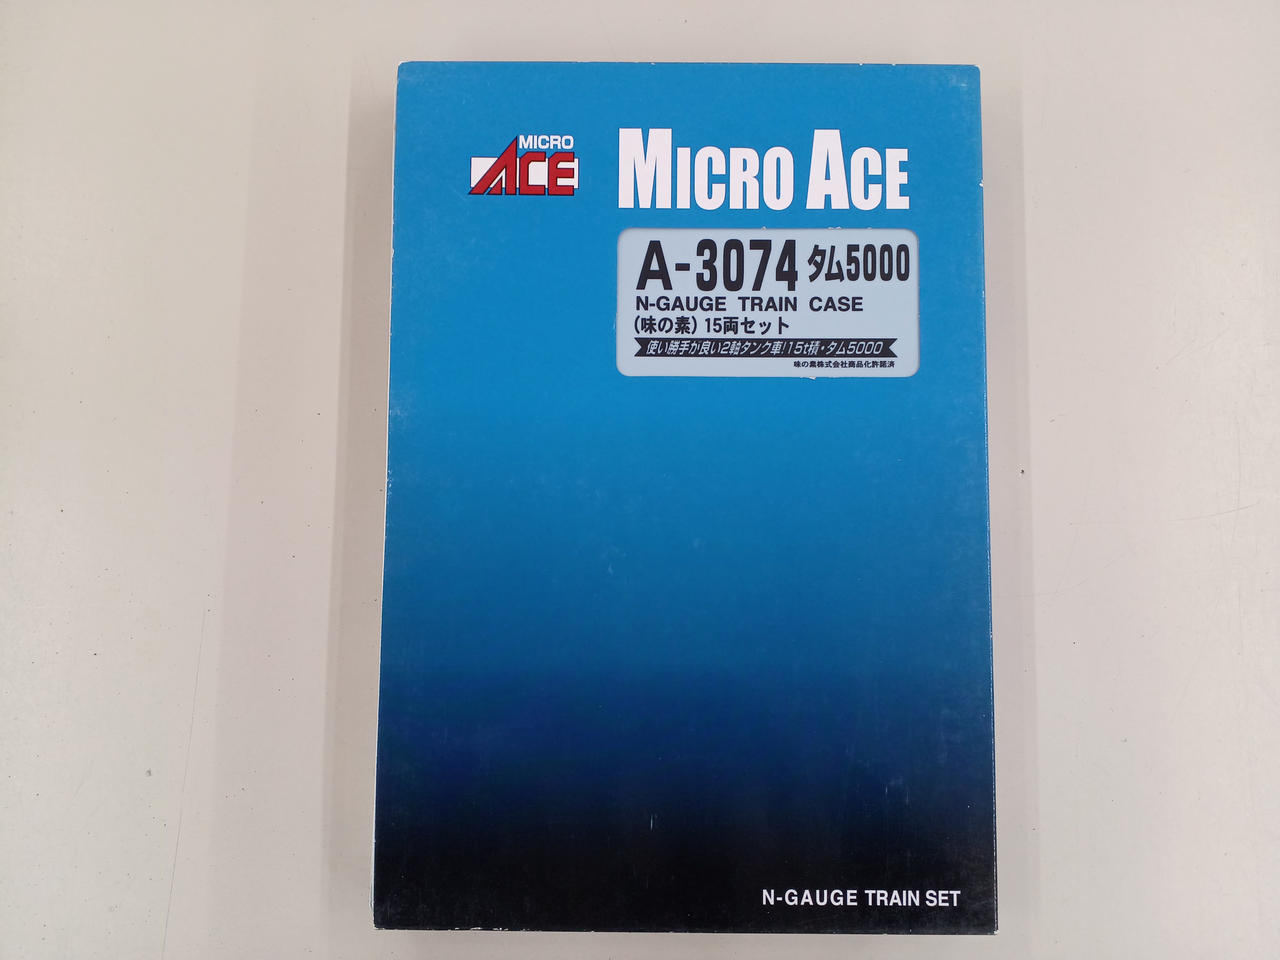 MICRO
ACE
MICRO ACE
A-3074 タム5000
N-GAUGE TRAIN CASE
(味の素) 15両セット
使い勝手が良い2軸タンク車!15t積・タム5000
味の素株式会社商品化許諾済
N-GAUGE TRAIN SET